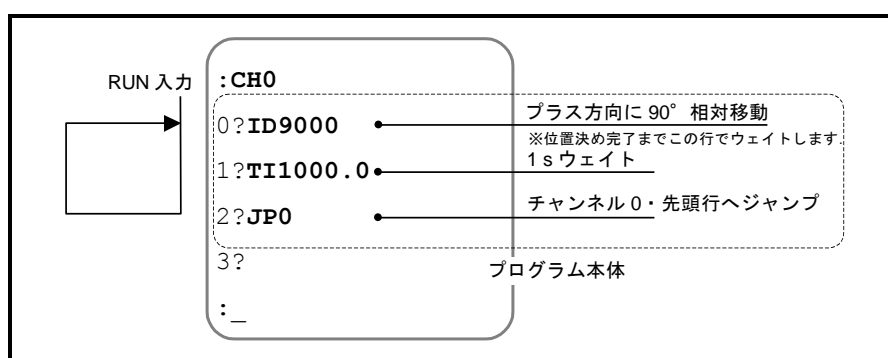 RUN 入力
:CH0
0?ID9000
プラス方向に 90° 相対移動
※位置決め完了までこの行でウェイトします.
1?TI1000.0
1 s ウェイト
2?JP0
チャンネル 0・先頭行へジャンプ
3?
プログラム本体
:_